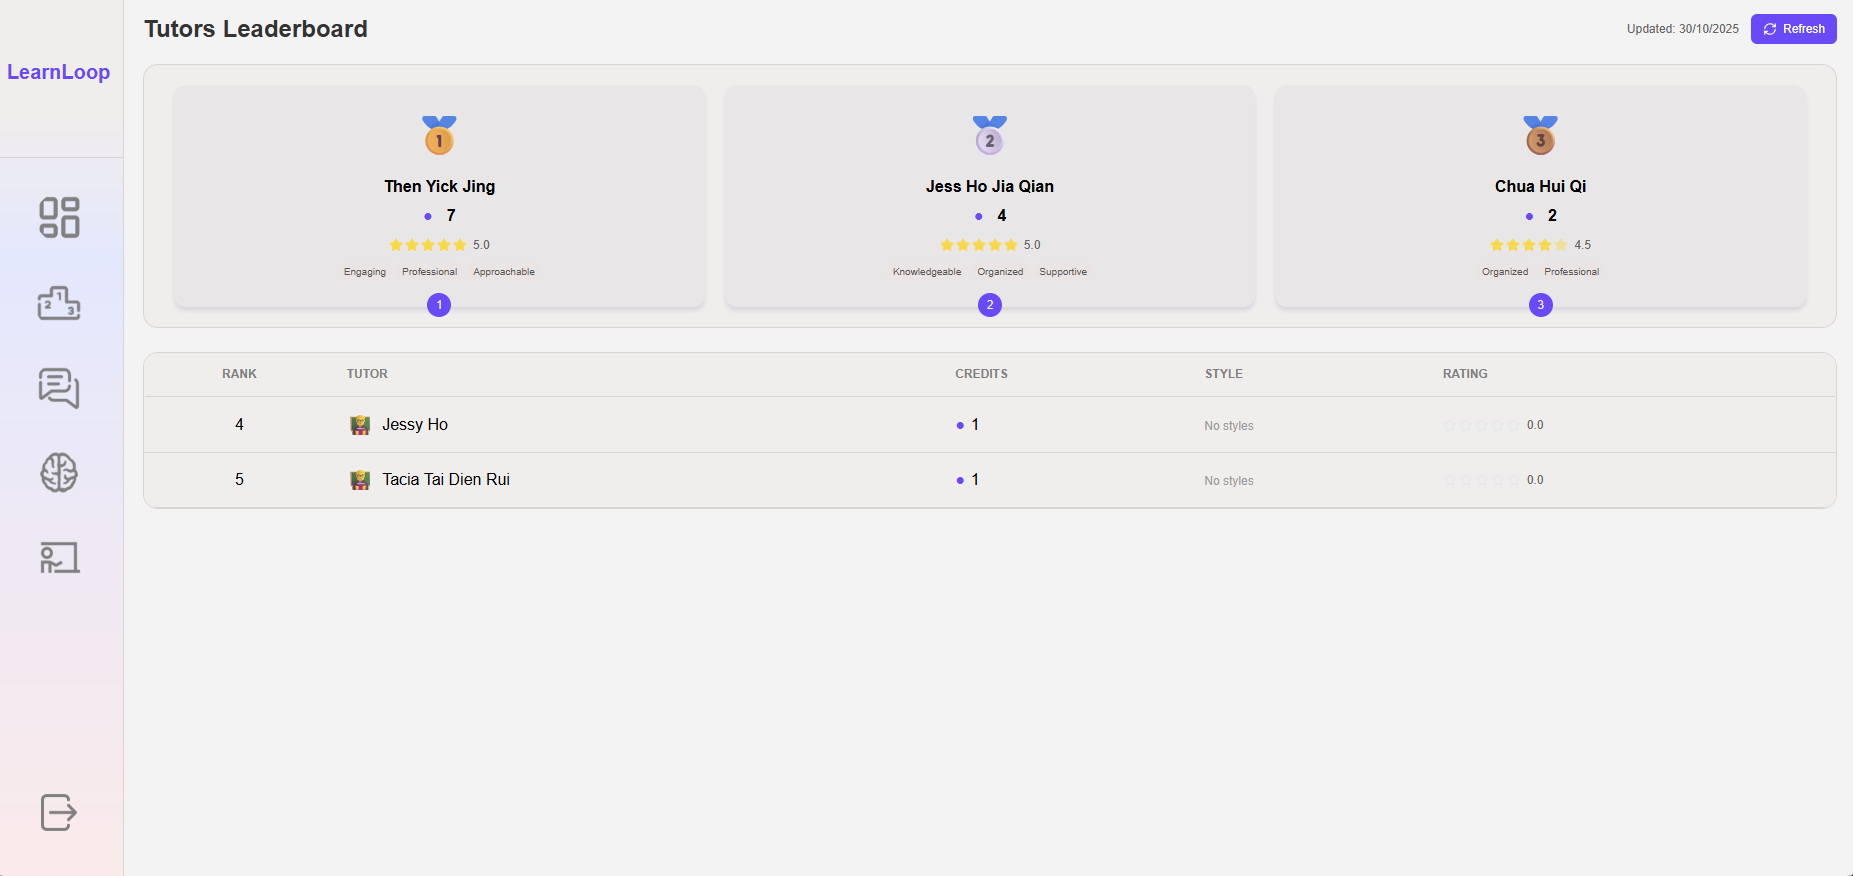 LearnLoop
Tutors Leaderboard
Updated: 30/10/2025
Refresh
1
Then Yick Jing
7
5.0
Engaging Professional Approachable
1
2
Jess Ho Jia Qian
4
5.0
Knowledgeable Organized Supportive
2
3
Chua Hui Qi
2
4.5
Organized Professional
3
RANK TUTOR CREDITS STYLE RATING
4 Jessy Ho 1 No styles 0.0
5 Tacia Tai Dien Rui 1 No styles 0.0
2 1 3